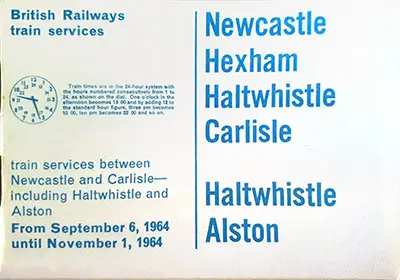 British Railways
train services
Train times are in the 24-hour system with
the hours numbered consecutively from 1 to
24, as shown on the dial. One o'clock in the
afternoon becomes 13 00 and by adding 12 to
the standard hour figure, three pm becomes
15 00, ten pm becomes 22 00 and so on.
train services between
Newcastle and Carlisle—
including Haltwhistle and
Alston
From September 6, 1964
until November 1, 1964
Newcastle
Hexham
Haltwhistle
Carlisle
Haltwhistle
Alston